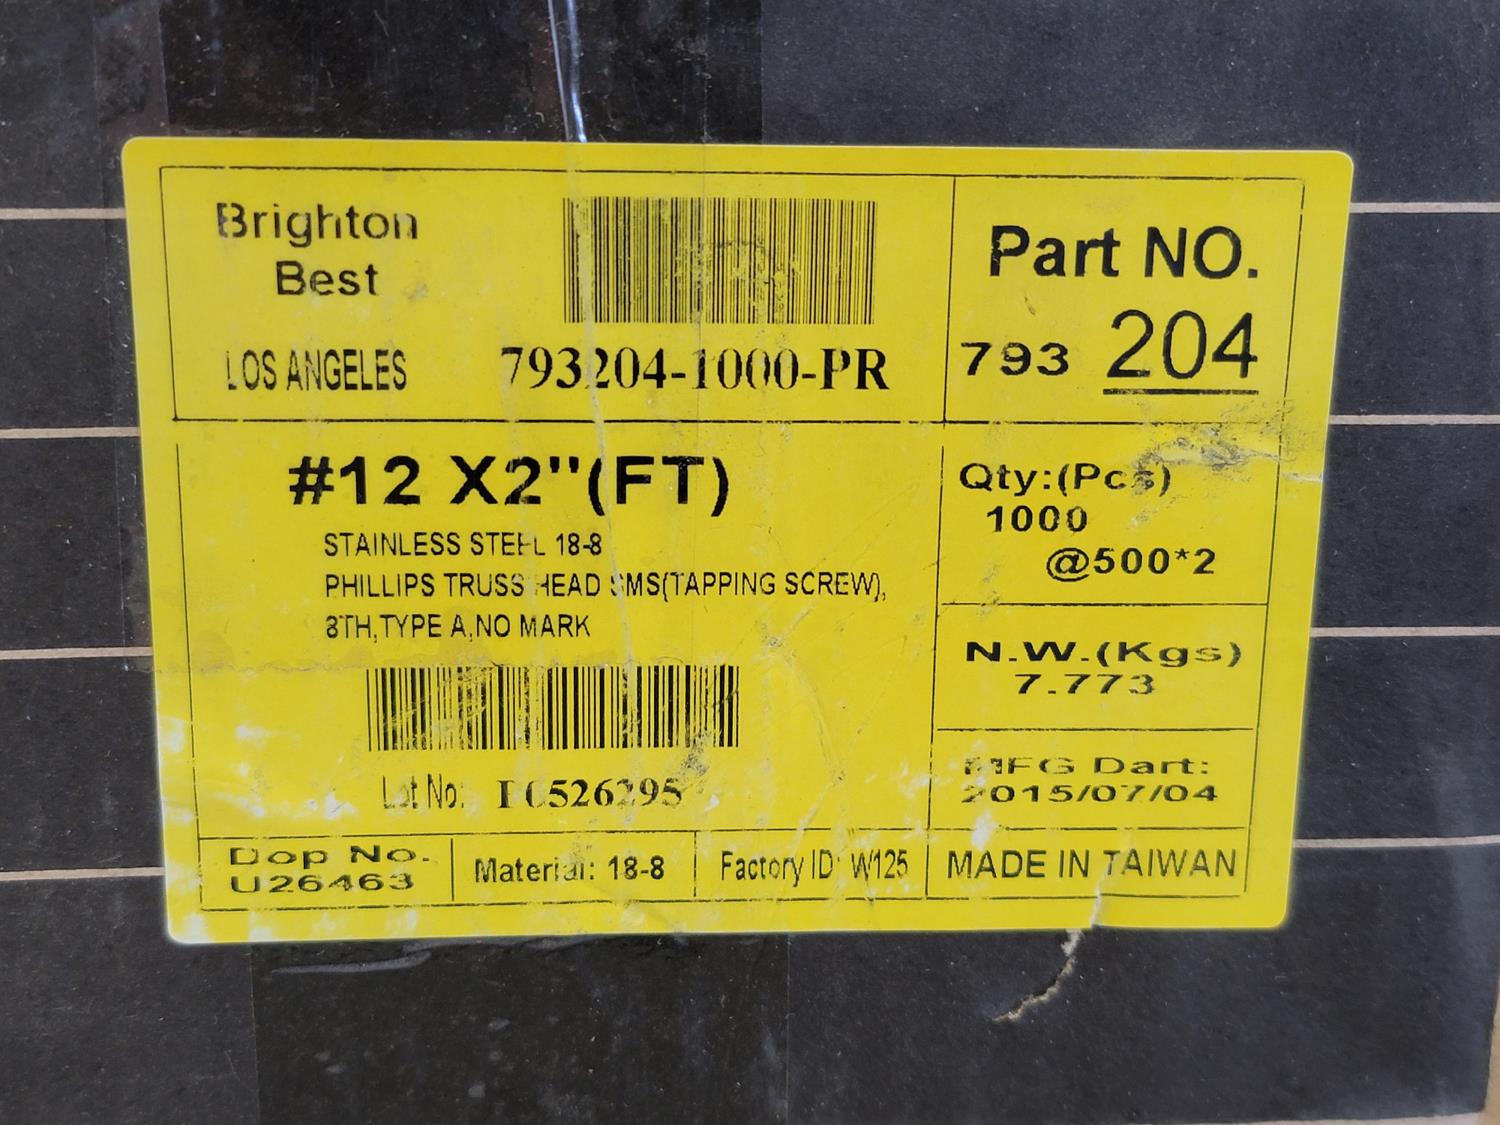 Brighton
Best
LOS ANGELES
793204-1000-PR
Part NO.
793 204
#12 X2"(FT)
STAINLESS STEEL 18-8
PHILLIPS TRUSS HEAD SMS(TAPPING SCREW),
8TH,TYPE A,NO MARK
Lot No:
Qty:(Pcs)
1000
@500*2
N.W.(Kgs)
7.773
MFG Dart:
2015/07/04
Dop No.
U26463
Material: 18-8
Factory ID: W125
MADE IN TAIWAN